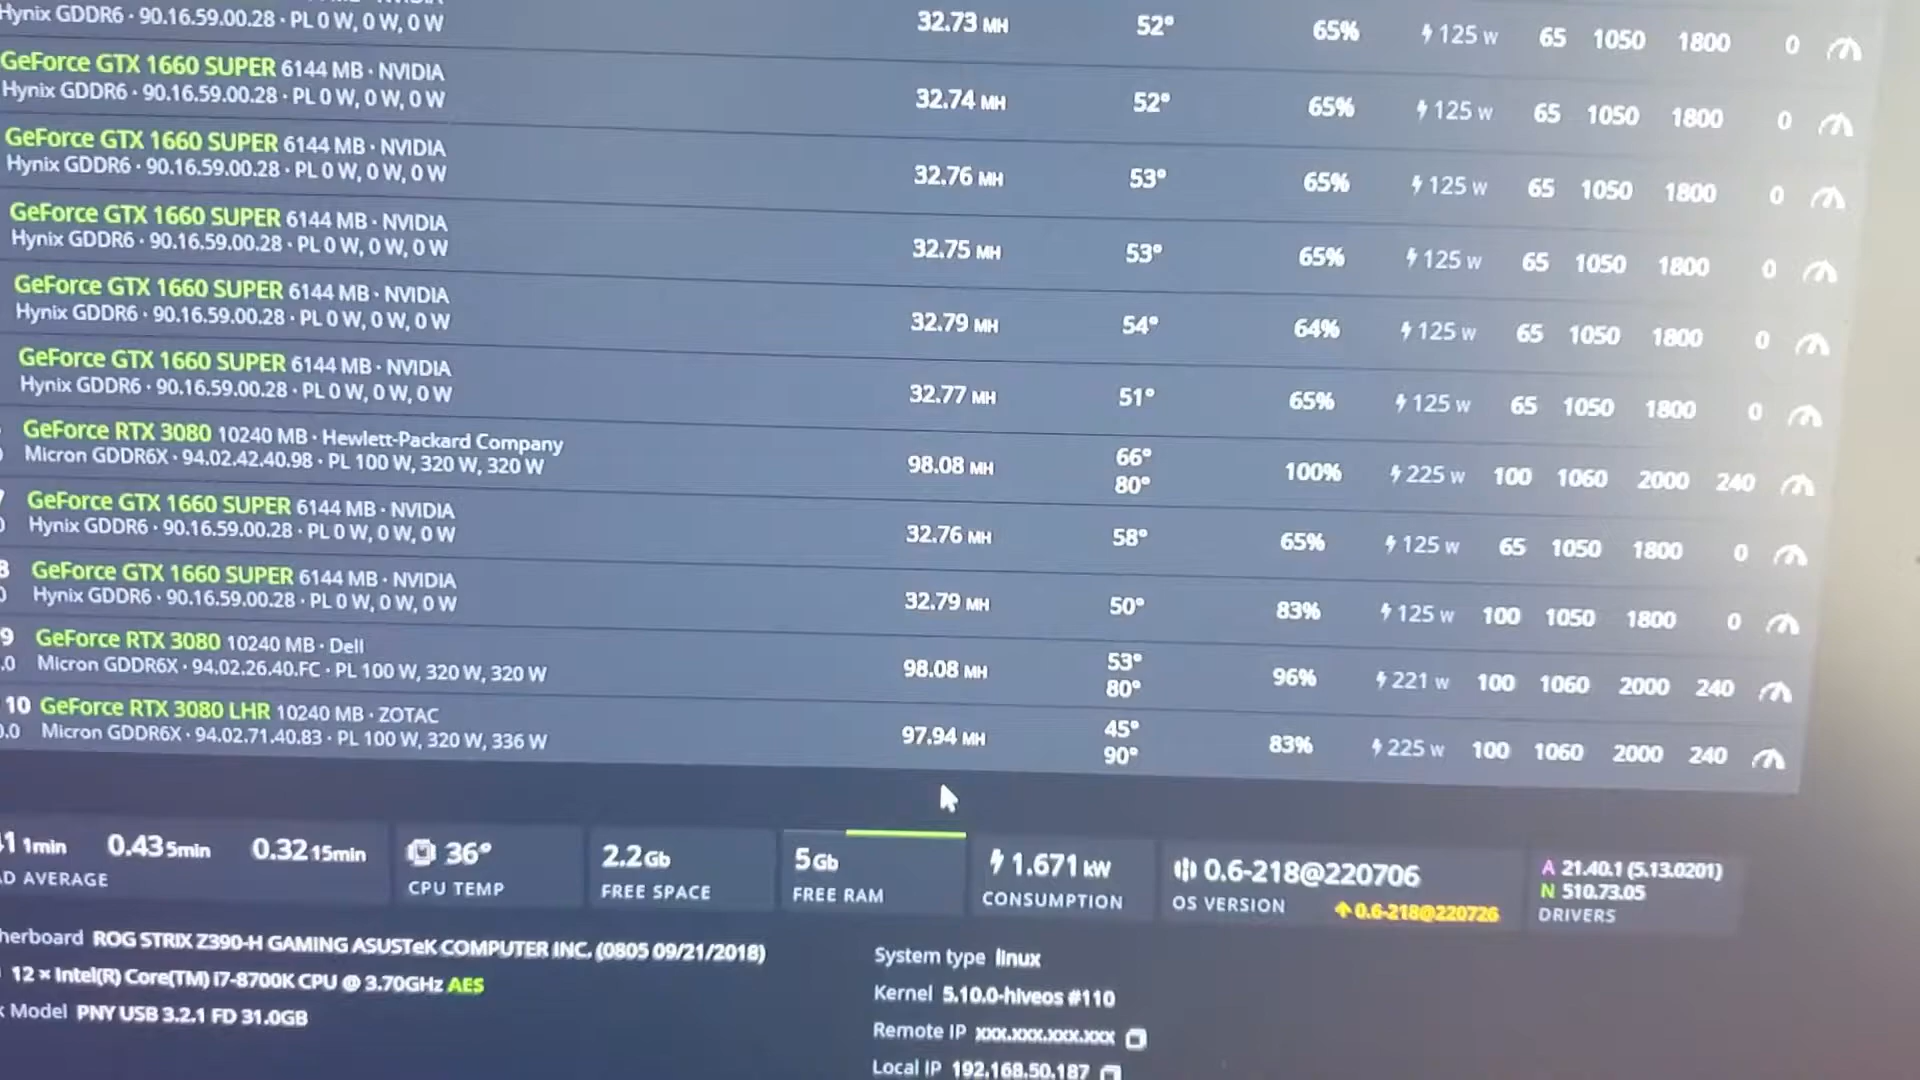 Hynix GDDR6 · 90.16.59.00.28 · PL 0 W, 0 W, 0 W 32.73 MH 52° 65% 125 W 65 1050 1800 0
GeForce GTX 1660 SUPER 6144 MB · NVIDIA
Hynix GDDR6 · 90.16.59.00.28 · PL 0 W, 0 W, 0 W 32.74 MH 52° 65% 125 W 65 1050 1800 0
GeForce GTX 1660 SUPER 6144 MB · NVIDIA
Hynix GDDR6 · 90.16.59.00.28 · PL 0 W, 0 W, 0 W 32.76 MH 53° 65% 125 W 65 1050 1800 0
GeForce GTX 1660 SUPER 6144 MB · NVIDIA
Hynix GDDR6 · 90.16.59.00.28 · PL 0 W, 0 W, 0 W 32.75 MH 53° 65% 125 W 65 1050 1800 0
GeForce GTX 1660 SUPER 6144 MB · NVIDIA
Hynix GDDR6 · 90.16.59.00.28 · PL 0 W, 0 W, 0 W 32.79 MH 54° 64% 125 W 65 1050 1800 0
GeForce GTX 1660 SUPER 6144 MB · NVIDIA
Hynix GDDR6 · 90.16.59.00.28 · PL 0 W, 0 W, 0 W 32.77 MH 51° 65% 125 W 65 1050 1800 0
GeForce RTX 3080 10240 MB · Hewlett-Packard Company 66°
Micron GDDR6X · 94.02.42.40.98 · PL 100 W, 320 W, 320 W 98.08 MH 80° 100% 225 W 100 1060 2000 240
GeForce GTX 1660 SUPER 6144 MB · NVIDIA
Hynix GDDR6 · 90.16.59.00.28 · PL 0 W, 0 W, 0 W 32.76 MH 58° 65% 125 W 65 1050 1800 0
8 GeForce GTX 1660 SUPER 6144 MB · NVIDIA
Hynix GDDR6 · 90.16.59.00.28 · PL 0 W, 0 W, 0 W 32.79 MH 50° 83% 125 W 100 1050 1800 0
9 GeForce RTX 3080 10240 MB · Dell 53°
.0 Micron GDDR6X · 94.02.26.40.FC · PL 100 W, 320 W, 320 W 98.08 MH 80° 96% 221 W 100 1060 2000 240
10 GeForce RTX 3080 LHR 10240 MB · ZOTAC 45°
0.0 Micron GDDR6X · 94.02.71.40.83 · PL 100 W, 320 W, 336 W 97.94 MH 90° 83% 225 W 100 1060 2000 240
1min 0.43 5min 0.32 15min 36° 2.2 Gb 5 Gb 1.671 kW 0.6-218@220706 A 21.40.1 (5.13.0201)
N 510.73.05
AD AVERAGE CPU TEMP FREE SPACE FREE RAM CONSUMPTION OS VERSION 0.6-218@220726 DRIVERS
herboard ROG STRIX Z390-H GAMING ASUSTeK COMPUTER INC. (0805 09/21/2018)
12 × Intel(R) Core(TM) i7-8700K CPU @ 3.70GHz AES
k Model PNY USB 3.2.1 FD 31.0GB
System type linux
Kernel 5.10.0-hiveos #110
Remote IP xxx.xxx.xxx.xxx
Local IP 192.168.50.187